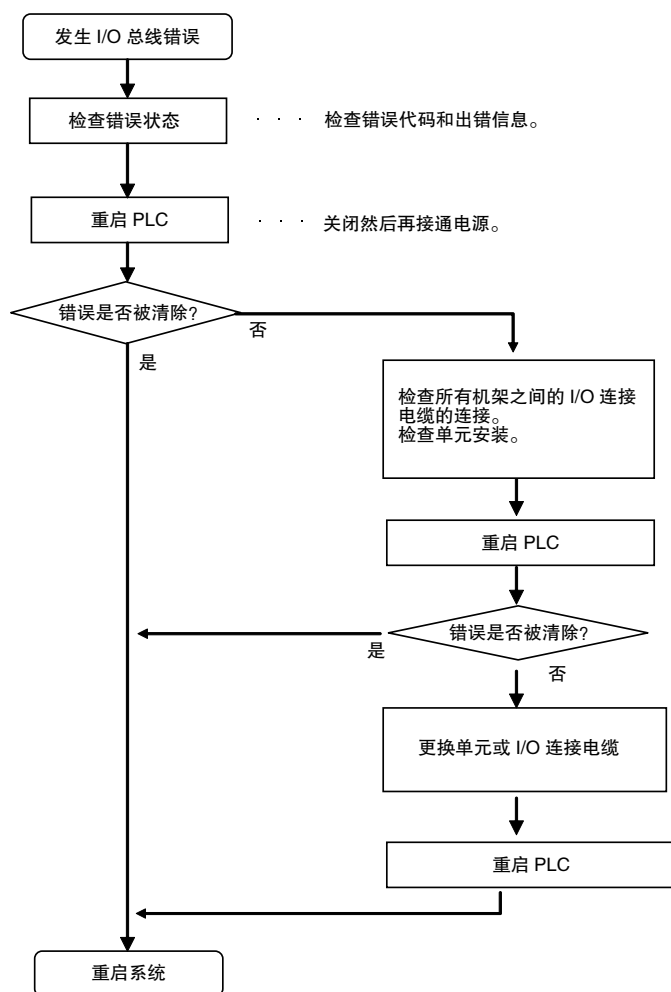 发生 I/O 总线错误
检查错误状态
· · · 检查错误代码和出错信息。
重启 PLC
· · · 关闭然后再接通电源。
错误是否被清除?
否
是
检查所有机架之间的 I/O 连接
电缆的连接。
检查单元安装。
重启 PLC
错误是否被清除?
是
否
更换单元或 I/O 连接电缆
重启 PLC
重启系统